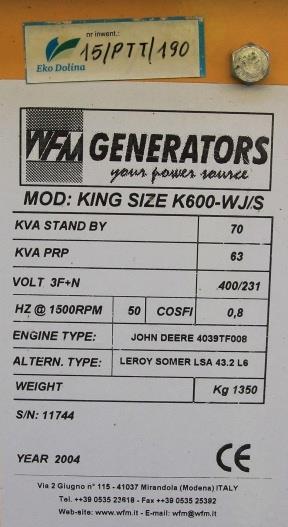 nr inwent.:
15/PTT/190
Eko Dolina
WFM GENERATORS
your power source
MOD: KING SIZE K600-WJ/S
KVA STAND BY 70
KVA PRP 63
VOLT 3F+N 400/231
HZ @ 1500RPM 50 COSFI 0,8
ENGINE TYPE: JOHN DEERE 4039TF008
ALTERN. TYPE: LEROY SOMER LSA 43.2 L6
WEIGHT Kg 1350
S/N: 11744
YEAR 2004 CE
Via 2 Giugno n° 115 - 41037 Mirandola (Modena) ITALY
Tel. ++39 0535 23618 - Fax ++39 0535 25382
Web-site: www.wfm.it - E-mail: wfm@wfm.it